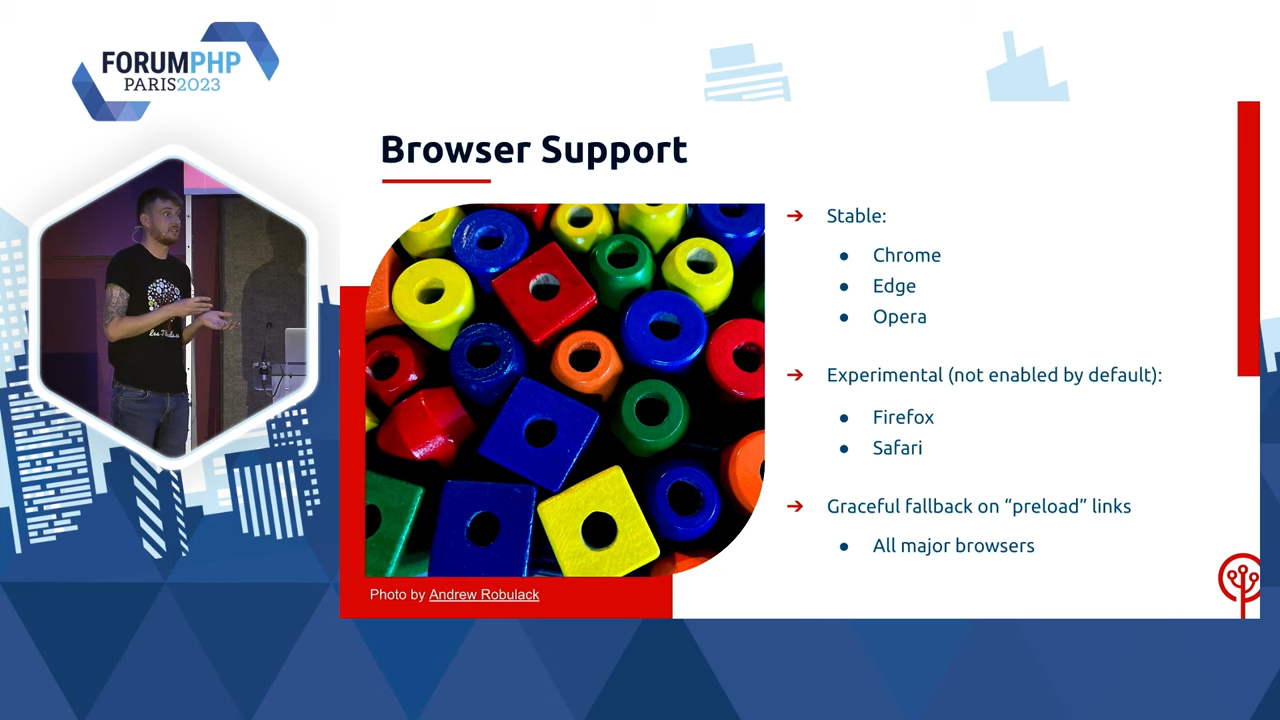 FORUMPHP
PARIS2023
Browser Support
→ Stable:
● Chrome
● Edge
● Opera
→ Experimental (not enabled by default):
● Firefox
● Safari
→ Graceful fallback on “preload” links
● All major browsers
Photo by Andrew Robulack